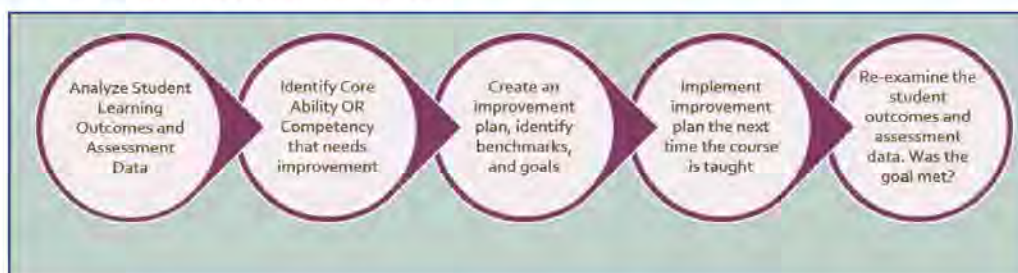 Analyze Student
Learning
Outcomes and
Assessment
Data
Identify Core
Ability OR
Competency
that needs
improvement
Create an
improvement
plan, identify
benchmarks,
and goals
Implement
improvement
plan the next
time the course
is taught
Re-examine the
student
outcomes and
assessment
data. Was the
goal met?